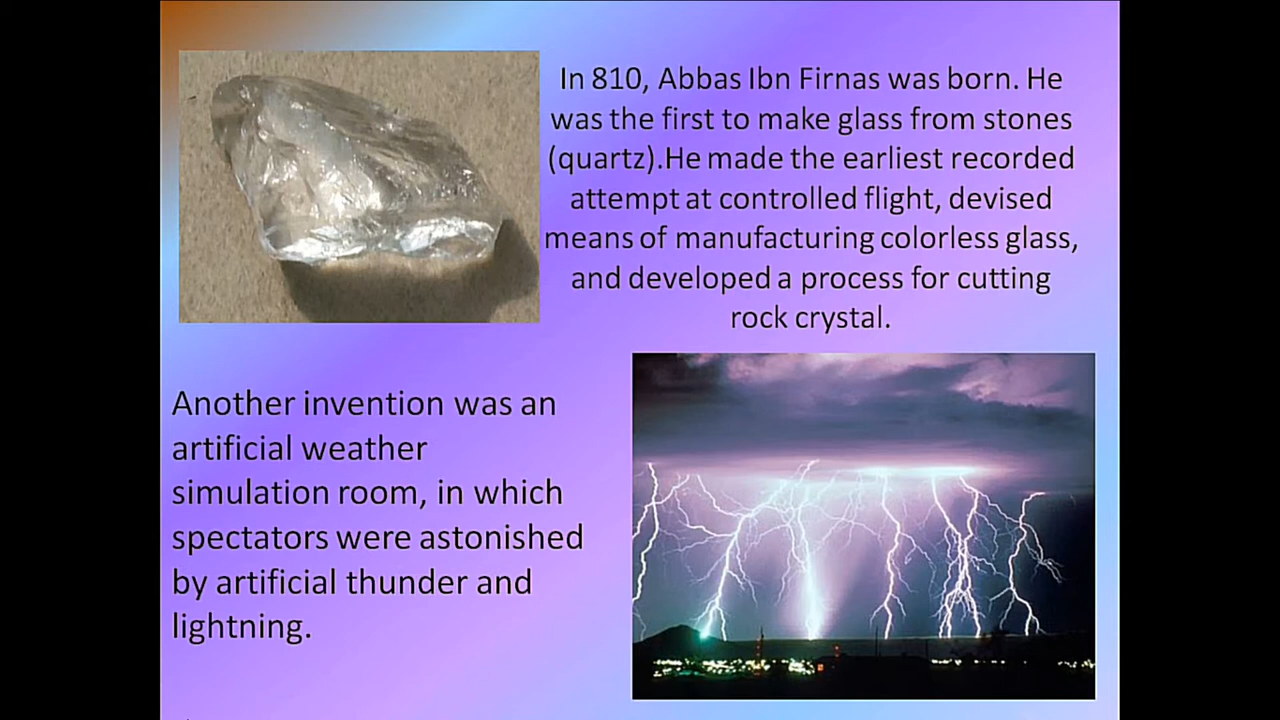 In 810, Abbas Ibn Firnas was born. He
was the first to make glass from stones
(quartz).He made the earliest recorded
attempt at controlled flight, devised
means of manufacturing colorless glass,
and developed a process for cutting
rock crystal.
Another invention was an
artificial weather
simulation room, in which
spectators were astonished
by artificial thunder and
lightning.